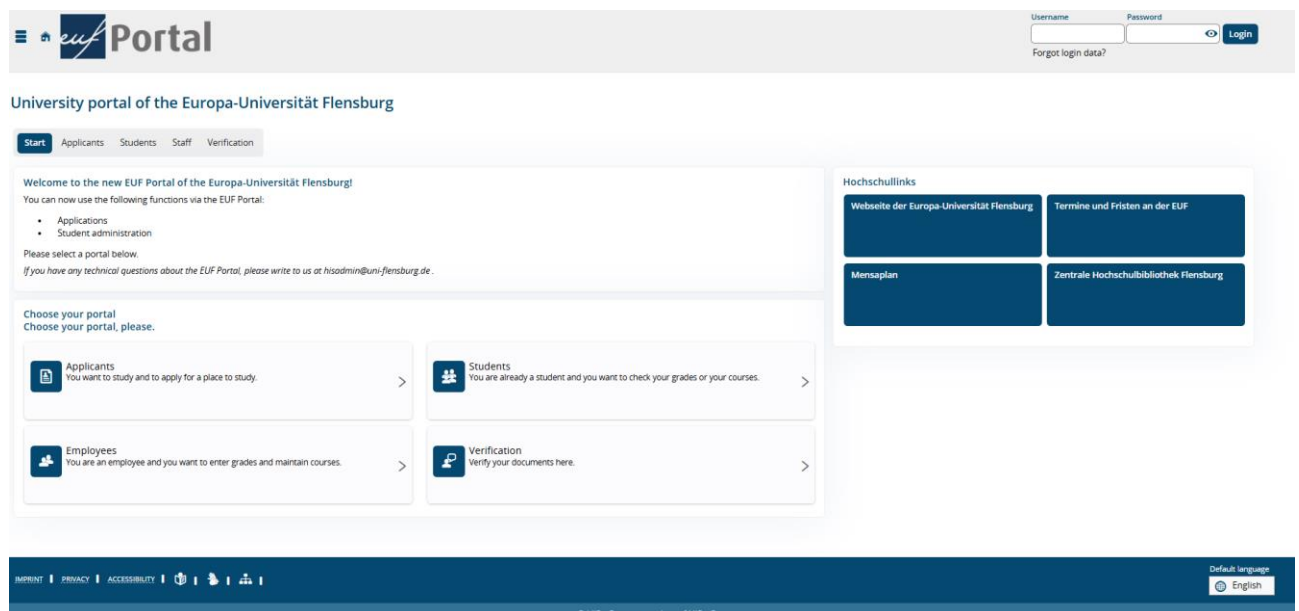 Username Password
euf Portal
Login
Forgot login data?
University portal of the Europa-Universität Flensburg
Start Applicants Students Staff Verification
Welcome to the new EUF Portal of the Europa-Universität Flensburg!
You can now use the following functions via the EUF Portal:
• Applications
• Student administration
Please select a portal below.
If you have any technical questions about the EUF Portal, please write to us at hisadmin@uni-flensburg.de .
Choose your portal
Choose your portal, please.
Applicants
You want to study and to apply for a place to study.
Students
You are already a student and you want to check your grades or your courses.
Employees
You are an employee and you want to enter grades and maintain courses.
Verification
Verify your documents here.
Hochschullinks
Webseite der Europa-Universität Flensburg
Termine und Fristen an der EUF
Mensaplan
Zentrale Hochschulbibliothek Flensburg
IMPRINT | PRIVACY | ACCESSIBILITY | | | |
Default language
English